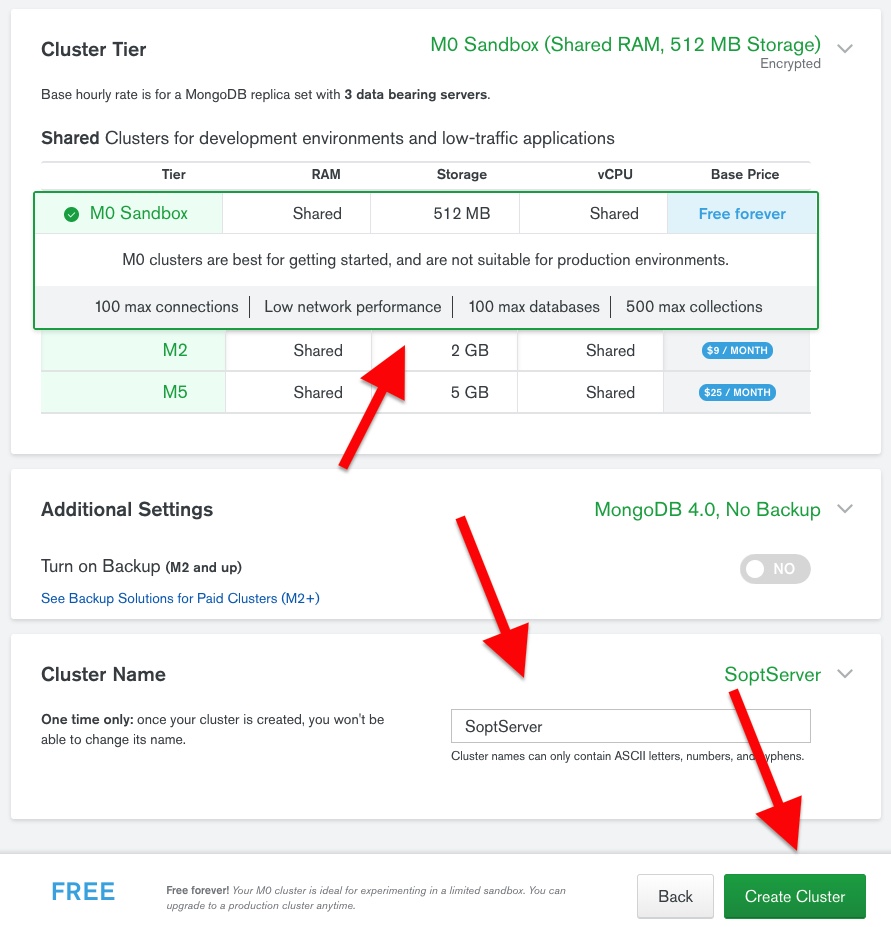 Cluster Tier
M0 Sandbox (Shared RAM, 512 MB Storage)
Encrypted
Base hourly rate is for a MongoDB replica set with 3 data bearing servers.
Shared Clusters for development environments and low-traffic applications
Tier RAM Storage vCPU Base Price
M0 Sandbox Shared 512 MB Shared Free forever
M0 clusters are best for getting started, and are not suitable for production environments.
100 max connections Low network performance 100 max databases 500 max collections
M2 Shared 2 GB Shared $9 / MONTH
M5 Shared 5 GB Shared $25 / MONTH
Additional Settings
MongoDB 4.0, No Backup
Turn on Backup (M2 and up)
NO
See Backup Solutions for Paid Clusters (M2+)
Cluster Name
SoptServer
One time only: once your cluster is created, you won't be
able to change its name.
SoptServer
Cluster names can only contain ASCII letters, numbers, and hyphens.
FREE
Free forever! Your M0 cluster is ideal for experimenting in a limited sandbox. You can
upgrade to a production cluster anytime.
Back
Create Cluster